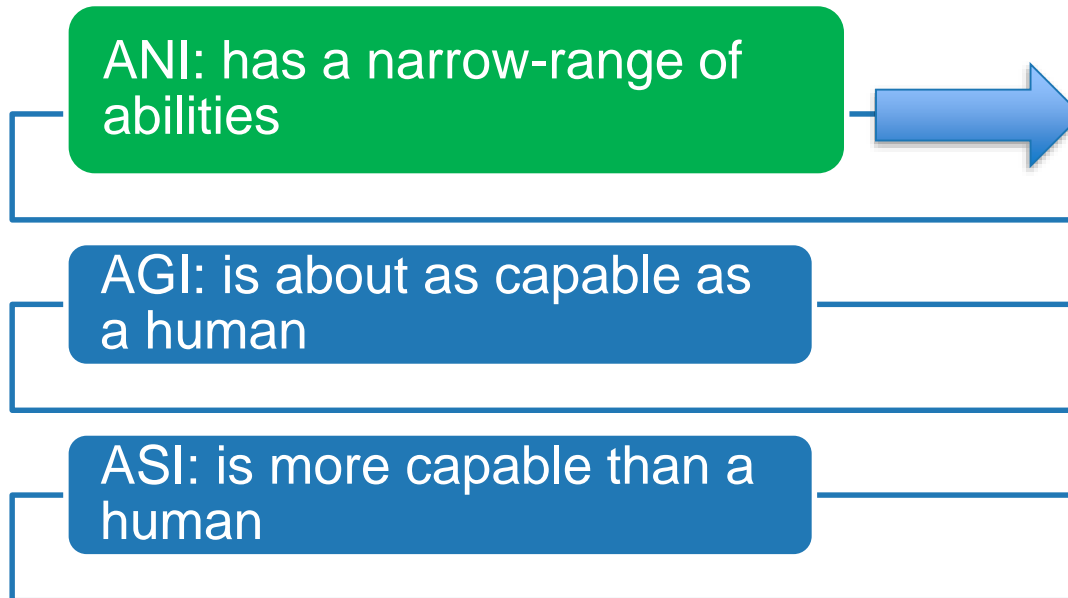 ANI: has a narrow-range of
abilities
AGI: is about as capable as
a human
ASI: is more capable than a
human